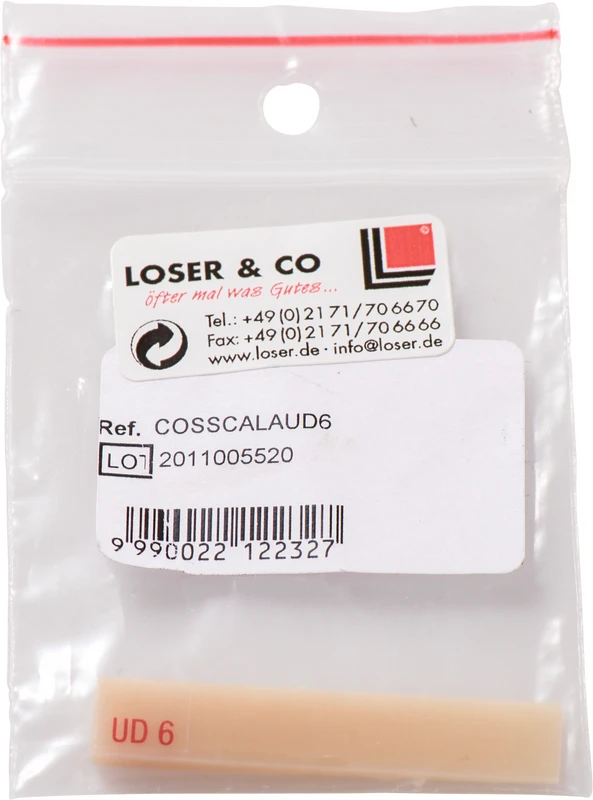 LOSER & CO
öfter mal was Gutes...
Tel.: +49 (0) 21 71 / 70 66 70
Fax: +49 (0) 21 71 / 70 66 66
www.loser.de · info@loser.de
Ref. COSSCALAUD6
LOT 2011005520
9 990022 122327
UD 6